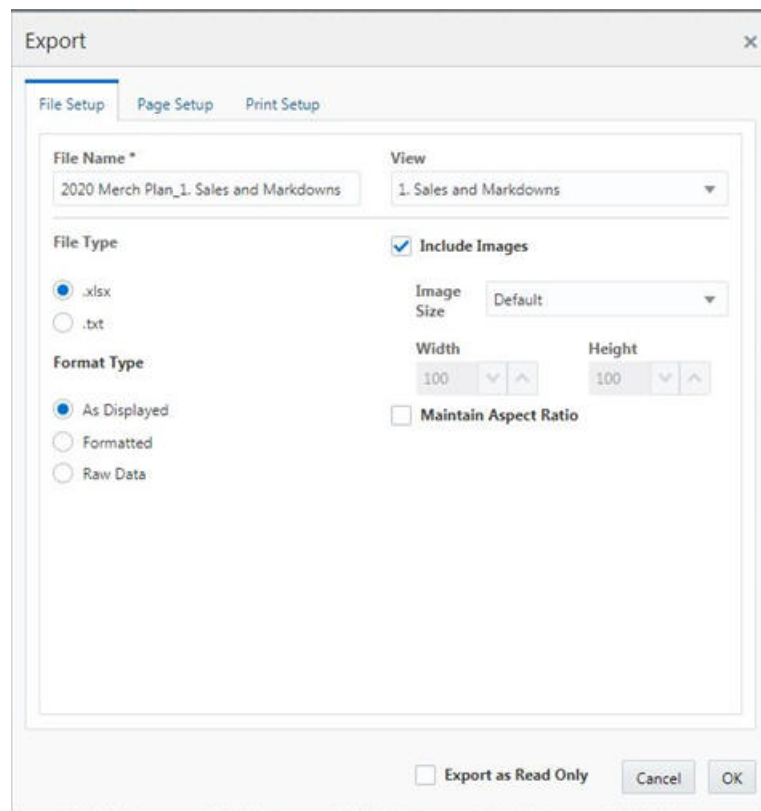 Export
File Setup Page Setup Print Setup
File Name * View
2020 Merch Plan_1. Sales and Markdowns 1. Sales and Markdowns
File Type Include Images
.xlsx Image Size Default
.txt
Width Height
Format Type
100 100
As Displayed Maintain Aspect Ratio
Formatted
Raw Data
Export as Read Only Cancel OK